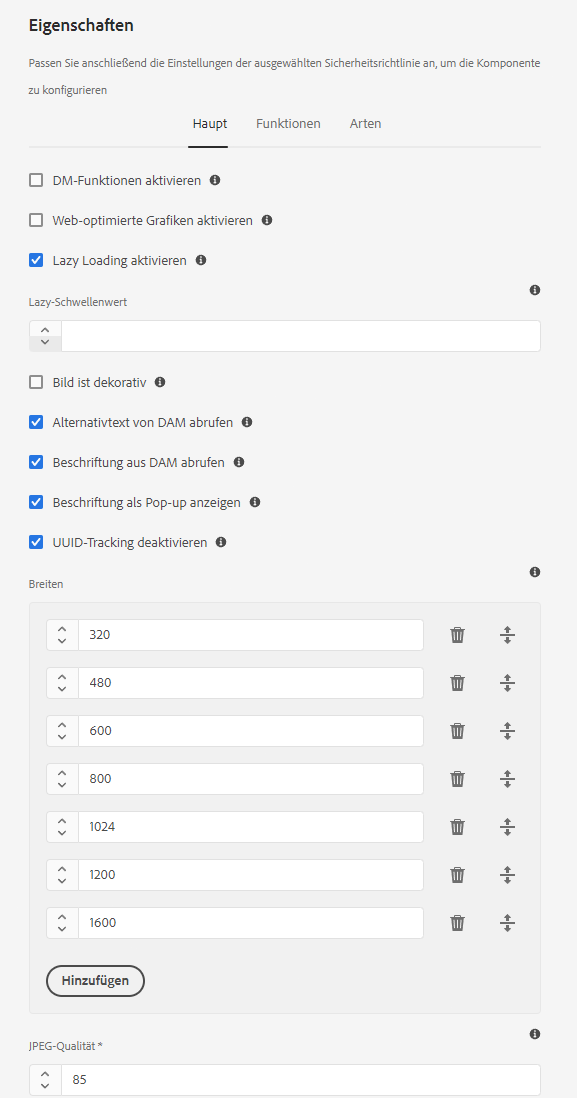 Eigenschaften
Passen Sie anschließend die Einstellungen der ausgewählten Sicherheitsrichtlinie an, um die Komponente
zu konfigurieren
Haupt Funktionen Arten
DM-Funktionen aktivieren
Web-optimierte Grafiken aktivieren
Lazy Loading aktivieren
Lazy-Schwellenwert
Bild ist dekorativ
Alternativtext von DAM abrufen
Beschriftung aus DAM abrufen
Beschriftung als Pop-up anzeigen
UUID-Tracking deaktivieren
Breiten
320
480
600
800
1024
1200
1600
Hinzufügen
JPEG-Qualität *
85